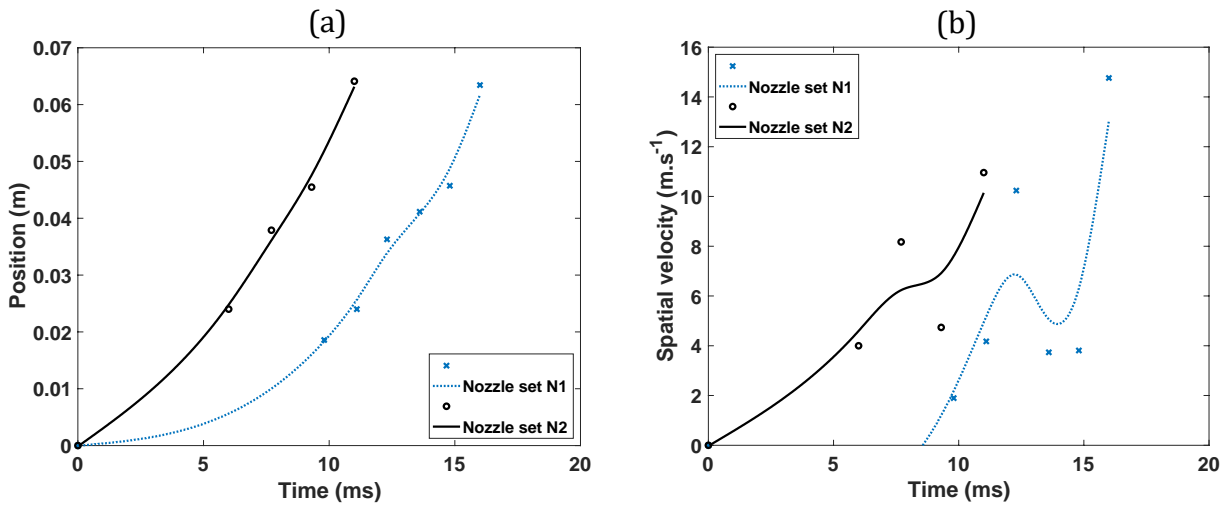 (a)
0.07
0.06
0.05
0.04
0.03
0.02
0.01
0
Position (m)
0
5
10
15
20
Time (ms)
Nozzle set N1
Nozzle set N2
(b)
16
14
12
10
8
6
4
2
0
Spatial velocity (m.s⁻¹)
0
5
10
15
20
Time (ms)
Nozzle set N1
Nozzle set N2